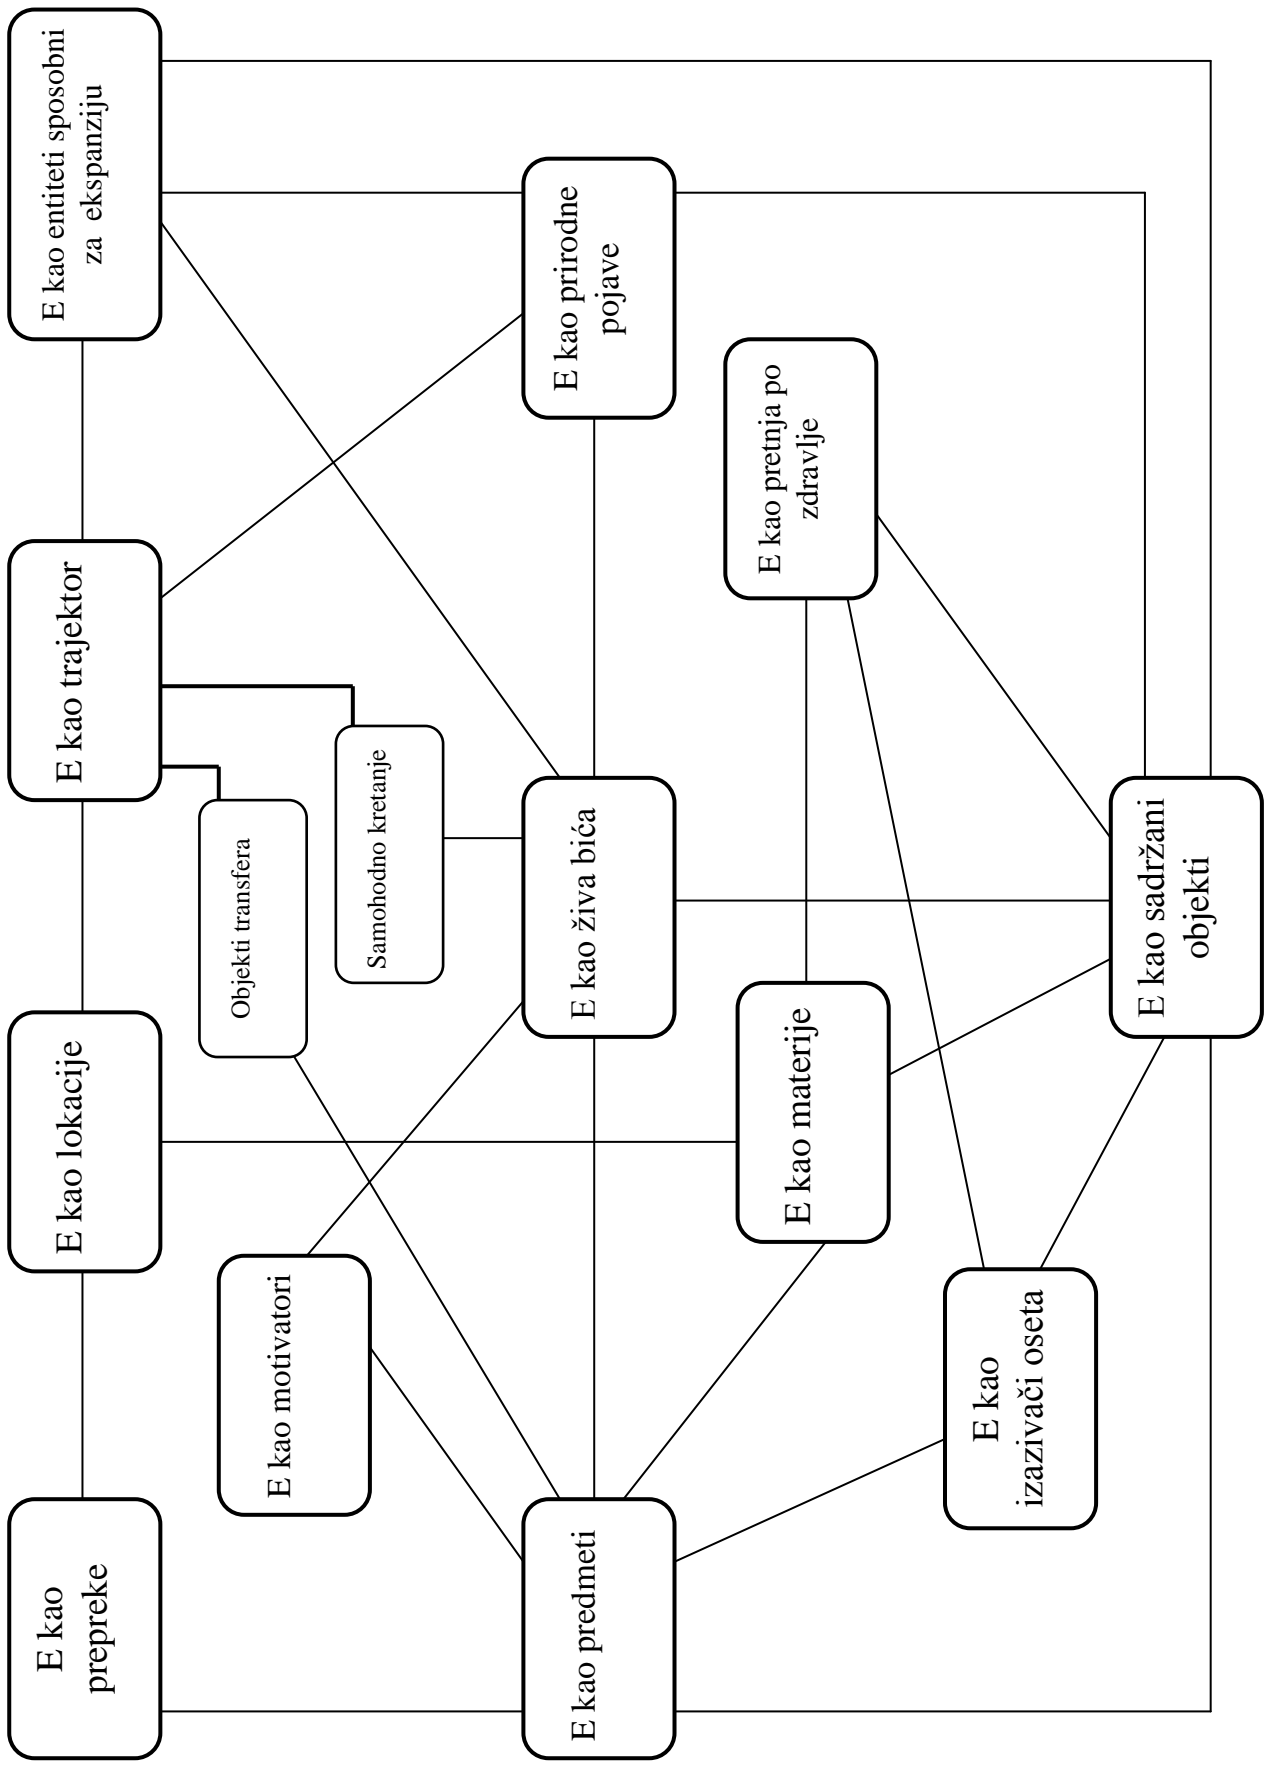 E kao
prepreke
E kao lokacije
E kao trajektor
E kao entiteti sposobni
za ekspanziju
Objekti transfera
E kao motivatori
Samohodno kretanje
E kao predmeti
E kao živa bića
E kao prirodne
pojave
E kao materije
E kao pretnja po
zdravlje
E kao
izazivači oseta
E kao sadržani
objekti